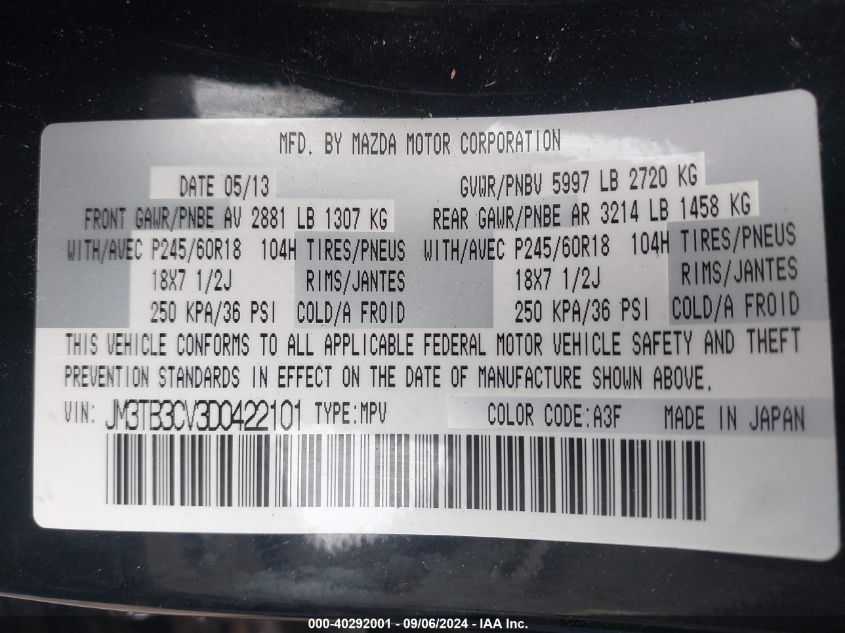 MFD. BY MAZDA MOTOR CORPORATION
DATE 05/13 GVWR/PNBV 5997 LB 2720 KG
FRONT GAWR/PNBE AV 2881 LB 1307 KG REAR GAWR/PNBE AR 3214 LB 1458 KG
WITH/AVEC P245/60R18 104H TIRES/PNEUS WITH/AVEC P245/60R18 104H TIRES/PNEUS
18X7 1/2J RIMS/JANTES 18X7 1/2J RIMS/JANTES
250 KPA/36 PSI COLD/A FROID 250 KPA/36 PSI COLD/A FROID
THIS VEHICLE CONFORMS TO ALL APPLICABLE FEDERAL MOTOR VEHICLE SAFETY AND THEFT
PREVENTION STANDARDS IN EFFECT ON THE DATE OF MANUFACTURE SHOWN ABOVE.
VIN: JM3TB3CV3D0422101 TYPE:MPV COLOR CODE:A3F MADE IN JAPAN
000-40292001 - 09/06/2024 - IAA Inc.